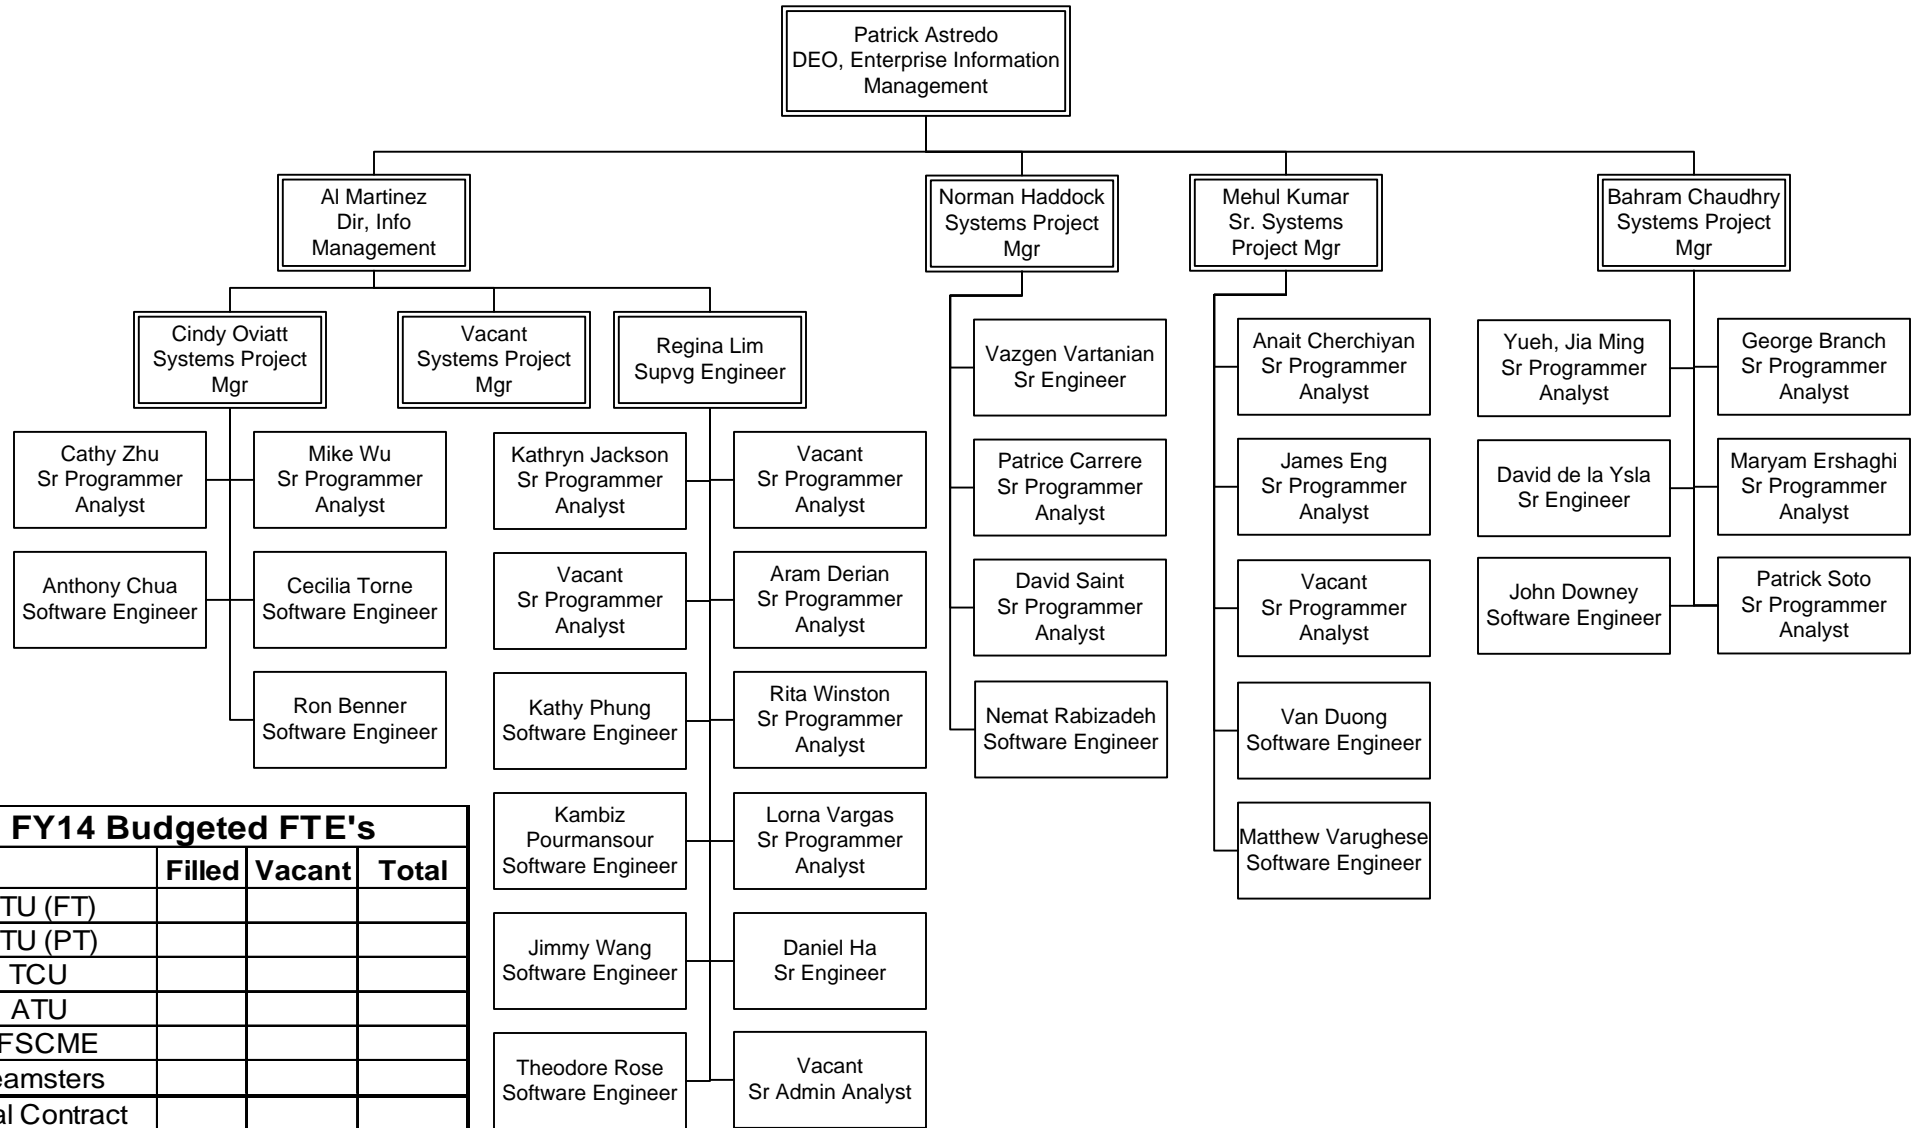 Patrick Astredo
DEO, Enterprise Information
Management
Al Martinez
Dir, Info
Management
Norman Haddock
Systems Project
Mgr
Mehul Kumar
Sr. Systems
Project Mgr
Bahram Chaudhry
Systems Project
Mgr
Cindy Oviatt
Systems Project
Mgr
Vacant
Systems Project
Mgr
Regina Lim
Supvg Engineer
Cathy Zhu
Sr Programmer
Analyst
Mike Wu
Sr Programmer
Analyst
Anthony Chua
Software Engineer
Cecilia Torne
Software Engineer
Ron Benner
Software Engineer
Kathryn Jackson
Sr Programmer
Analyst
Vacant
Sr Programmer
Analyst
Vacant
Sr Programmer
Analyst
Aram Derian
Sr Programmer
Analyst
Kathy Phung
Software Engineer
Rita Winston
Sr Programmer
Analyst
Kambiz
Pourmansour
Software Engineer
Lorna Vargas
Sr Programmer
Analyst
Jimmy Wang
Software Engineer
Daniel Ha
Sr Engineer
Theodore Rose
Software Engineer
Vacant
Sr Admin Analyst
Vazgen Vartanian
Sr Engineer
Patrice Carrere
Sr Programmer
Analyst
David Saint
Sr Programmer
Analyst
Nemat Rabizadeh
Software Engineer
Anait Cherchiyan
Sr Programmer
Analyst
James Eng
Sr Programmer
Analyst
Vacant
Sr Programmer
Analyst
Van Duong
Software Engineer
Matthew Varughese
Software Engineer
Yueh, Jia Ming
Sr Programmer
Analyst
George Branch
Sr Programmer
Analyst
David de la Ysla
Sr Engineer
Maryam Ershaghi
Sr Programmer
Analyst
John Downey
Software Engineer
Patrick Soto
Sr Programmer
Analyst
FY14 Budgeted FTE's
Filled Vacant Total
TU (FT)
TU (PT)
TCU
ATU
FSCME
eamsters
al Contract